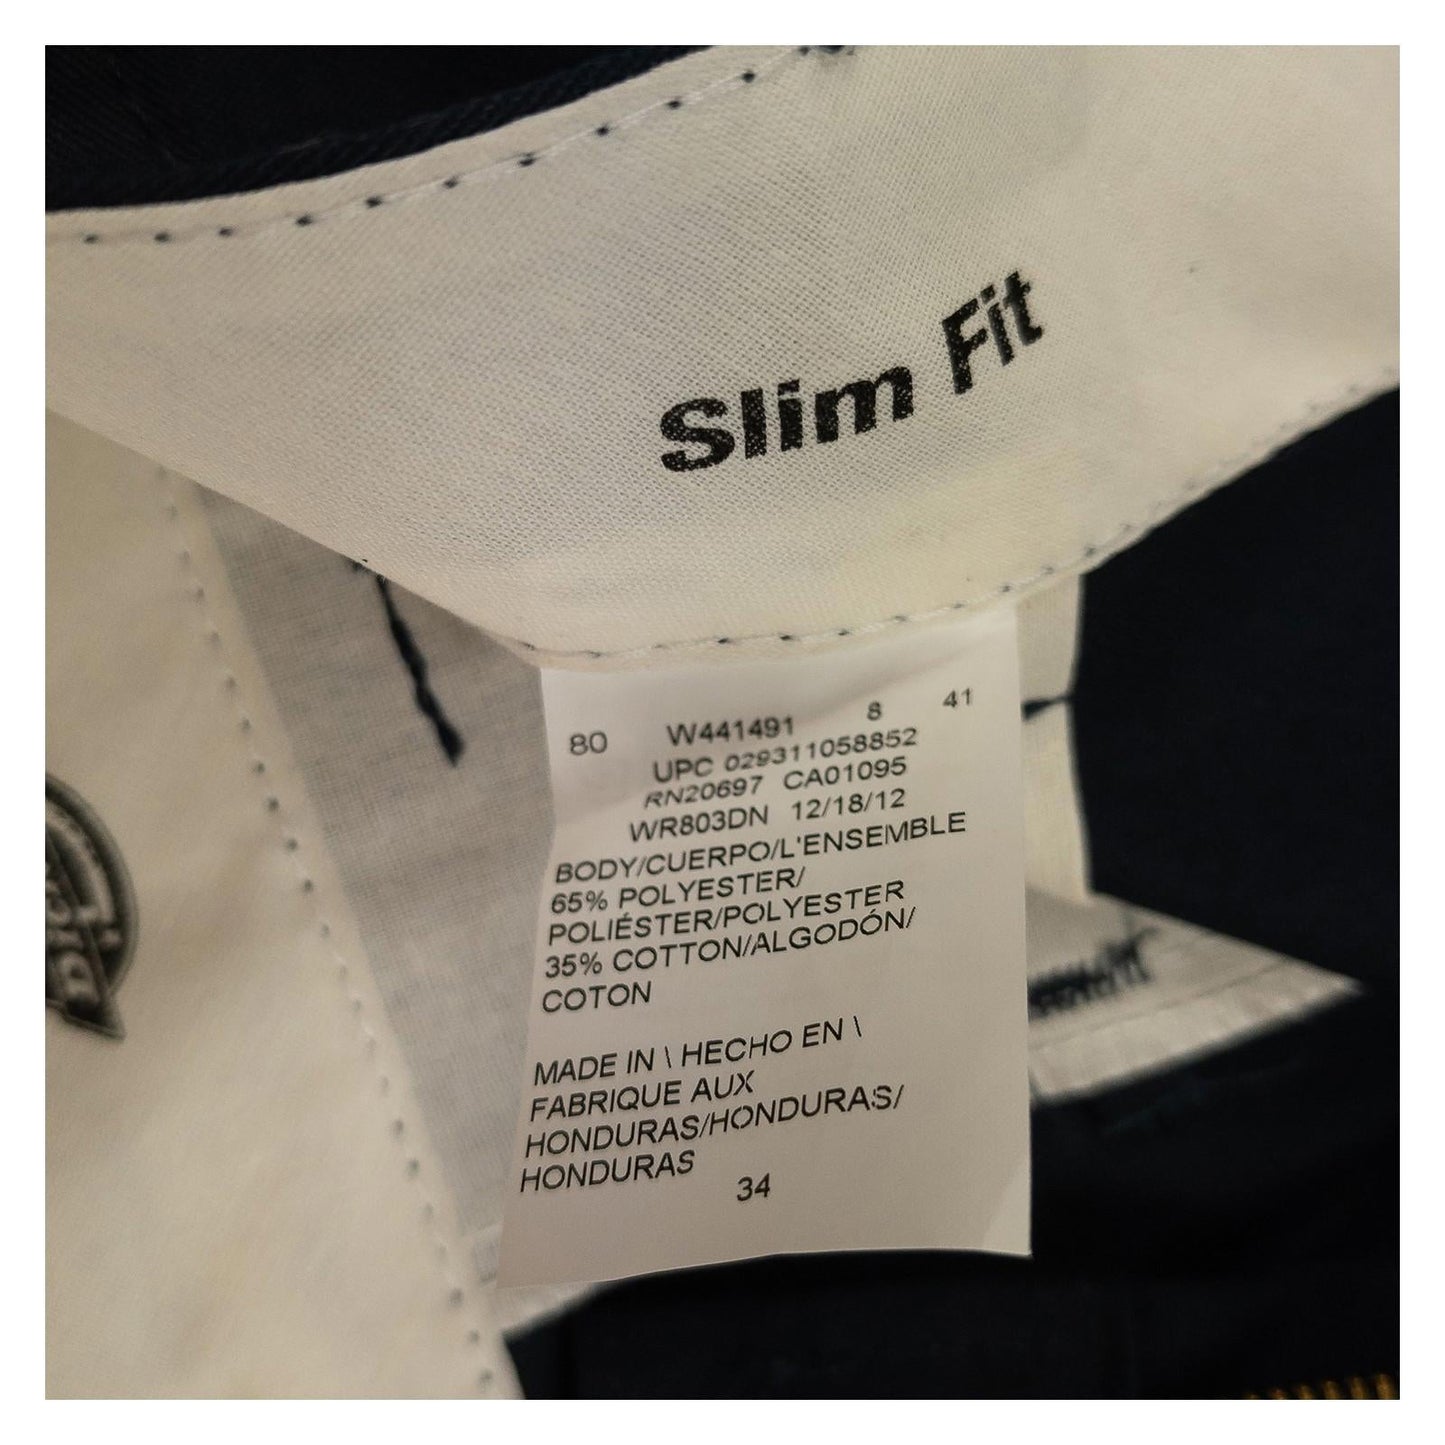 Slim Fit
80 W441491 8 41
UPC 029311058852
RN20697 CA01095
WR803DN 12/18/12
BODY/CUERPO/L'ENSEMBLE
65% POLYESTER/
POLIÉSTER/POLYESTER
35% COTTON/ALGODÓN/
COTON
MADE IN \ HECHO EN \
FABRIQUE AUX
HONDURAS/HONDURAS/
HONDURAS
34